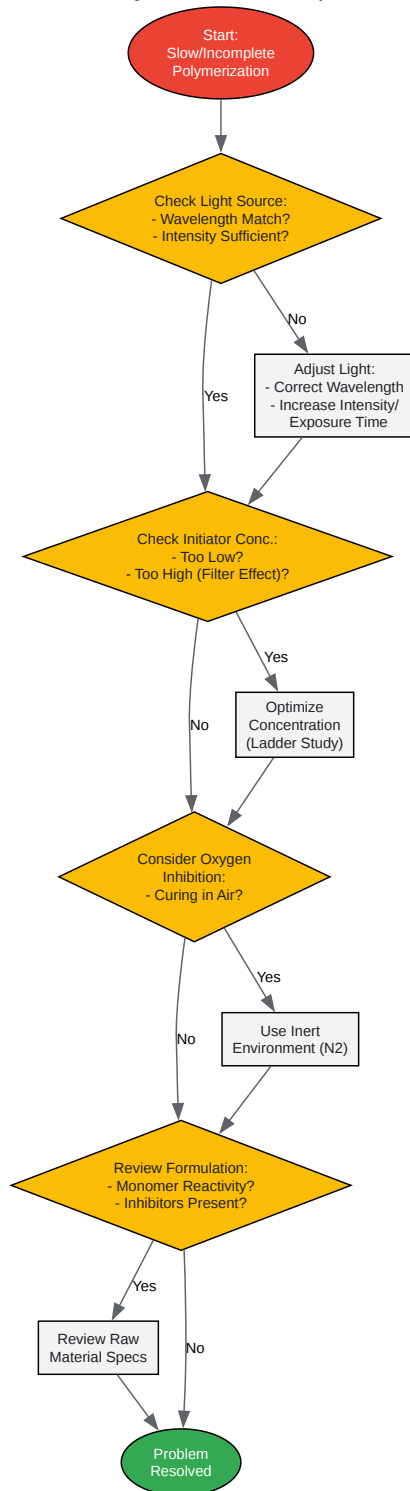 Start:
Slow/Incomplete
Polymerization
Check Light Source:
- Wavelength Match?
- Intensity Sufficient?
No
Adjust Light:
- Correct Wavelength
- Increase Intensity/
Exposure Time
Yes
Check Initiator Conc.:
- Too Low?
- Too High (Filter Effect)?
Yes
Optimize
Concentration
(Ladder Study)
No
Consider Oxygen
Inhibition:
- Curing in Air?
Yes
Use Inert
Environment (N2)
No
Review Formulation:
- Monomer Reactivity?
- Inhibitors Present?
Yes
Review Raw
Material Specs
No
Problem
Resolved